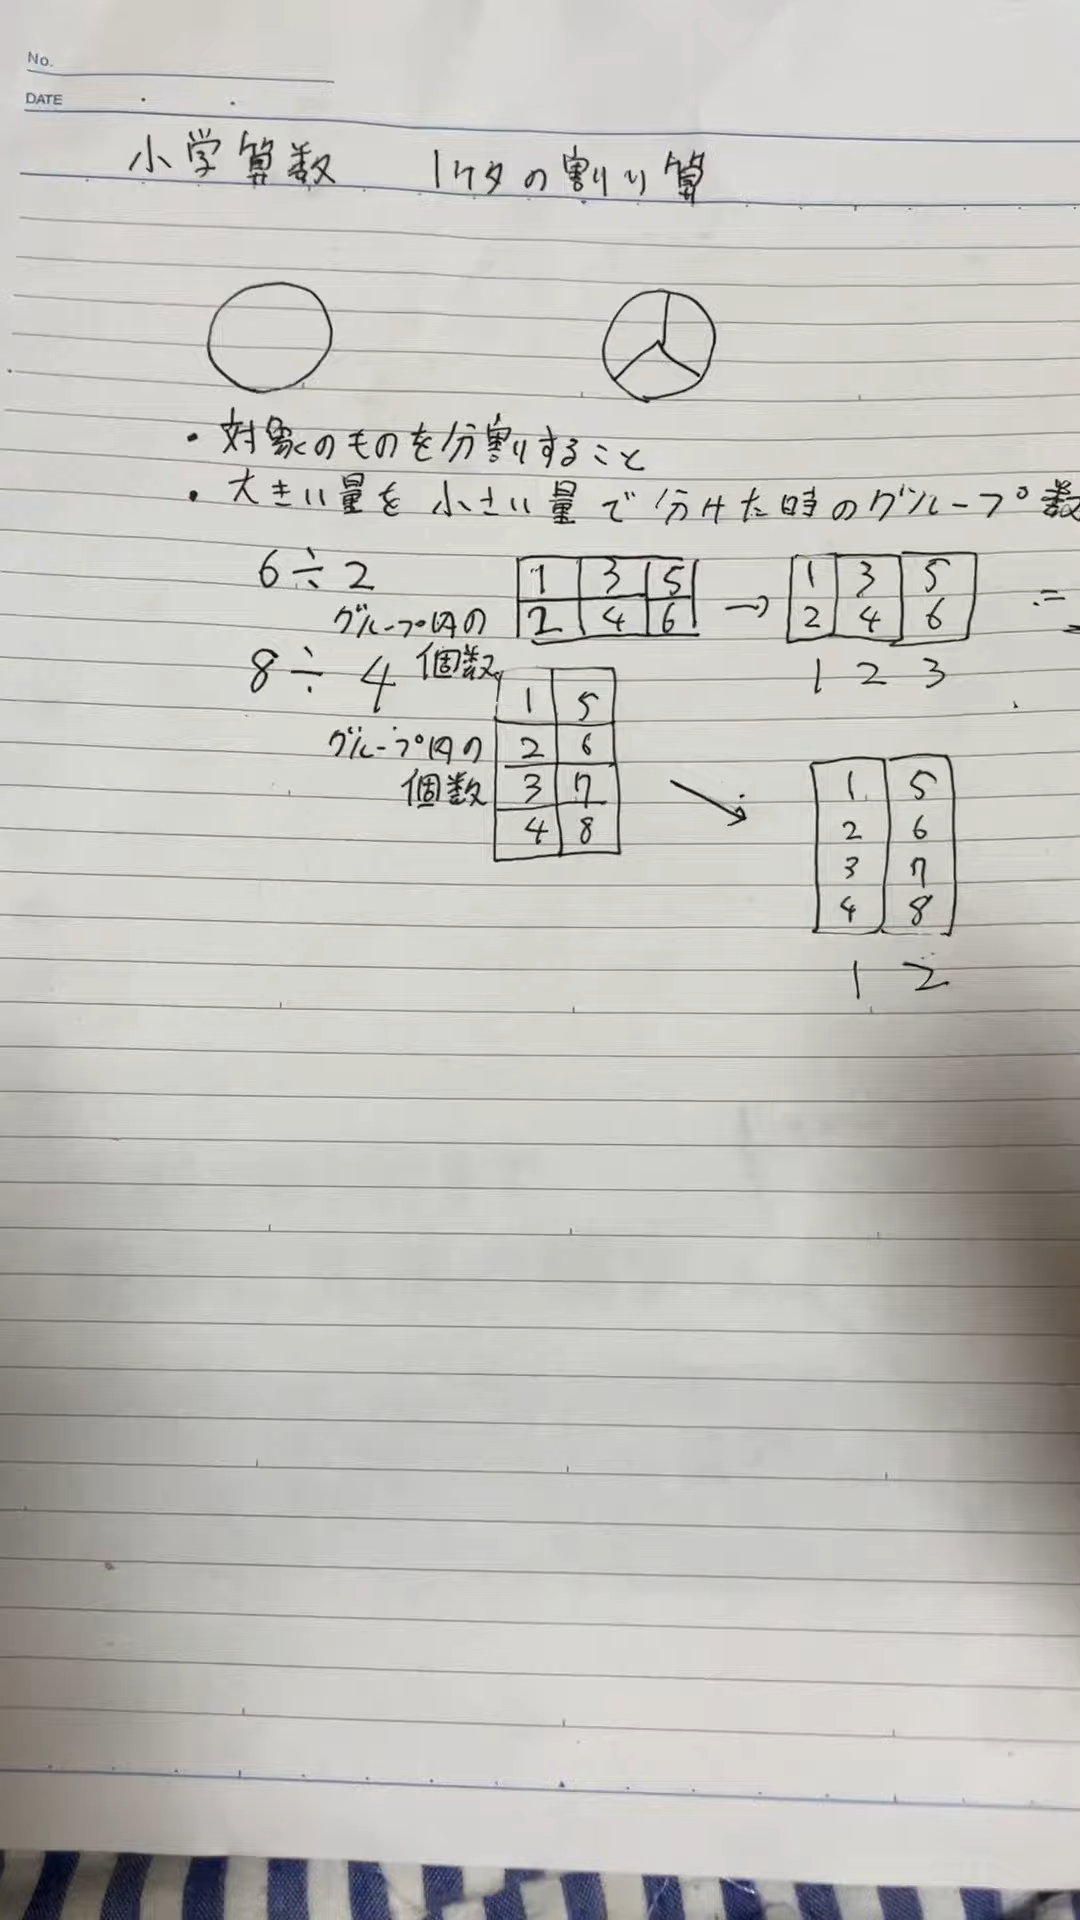 No.
DATE
小学算数 1ケタの割り算
・対象のものを分割すること
・大きい量を小さい量で分けた時のグループ数
6÷2
1 3 5
2 4 6
→
1 3 5
2 4 6
1 2 3
∴=
グループ内の
個数
8÷4
1 5
2 6
3 7
4 8
グループ内の
個数
1 5
2 6
3 7
4 8
1 2